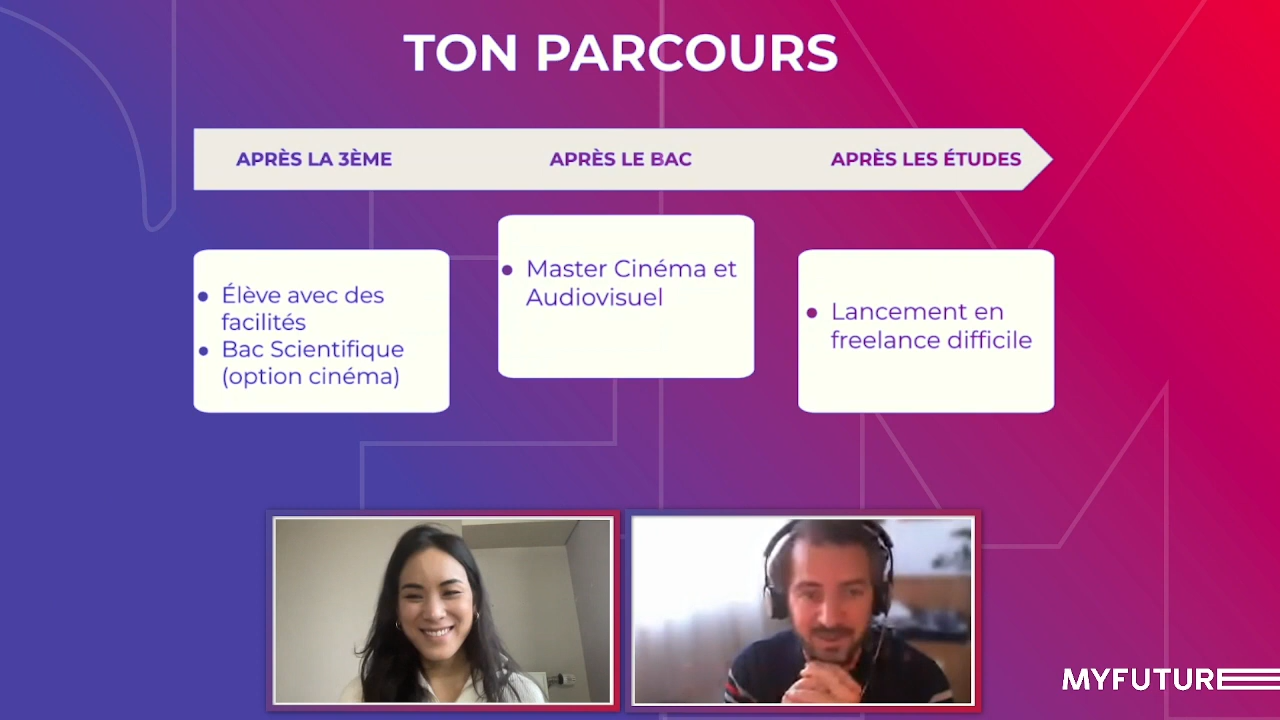 TON PARCOURS
APRÈS LA 3ÈME
APRÈS LE BAC
APRÈS LES ÉTUDES
● Élève avec des
facilités
● Bac Scientifique
(option cinéma)
● Master Cinéma et
Audiovisuel
● Lancement en
freelance difficile
MYFUTURE